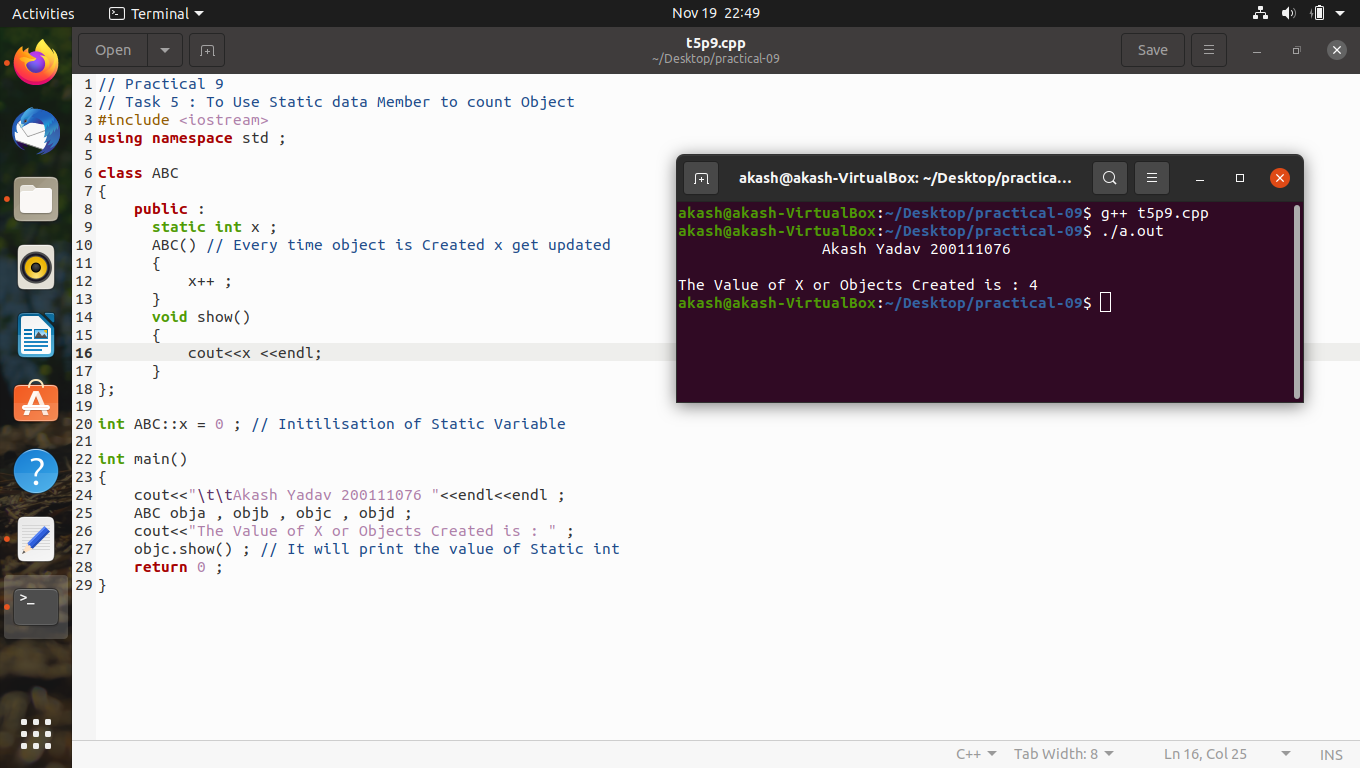 Activities Terminal Nov 19 22:49
Open t5p9.cpp Save
~/Desktop/practical-09
1 // Practical 9
2 // Task 5 : To Use Static data Member to count Object
3 #include <iostream>
4 using namespace std ;
5
6 class ABC
7 {
8     public :
9       static int x ;
10       ABC() // Every time object is Created x get updated
11       {
12           x++ ;
13       }
14       void show()
15       {
16           cout<<x <<endl;
17       }
18 };
19
20 int ABC::x = 0 ; // Initilisation of Static Variable
21
22 int main()
23 {
24     cout<<"\t\tAkash Yadav 200111076 "<<endl<<endl ;
25     ABC obja , objb , objc , objd ;
26     cout<<"The Value of X or Objects Created is : " ;
27     objc.show() ; // It will print the value of Static int
28     return 0 ;
29 }
akash@akash-VirtualBox: ~/Desktop/practica...
akash@akash-VirtualBox:~/Desktop/practical-09$ g++ t5p9.cpp
akash@akash-VirtualBox:~/Desktop/practical-09$ ./a.out
                Akash Yadav 200111076
The Value of X or Objects Created is : 4
akash@akash-VirtualBox:~/Desktop/practical-09$
C++ Tab Width: 8 Ln 16, Col 25 INS